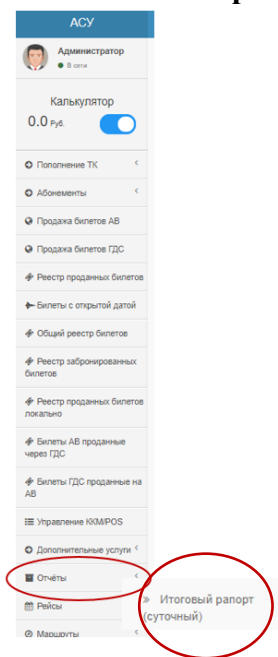 АСУ
Администратор
В сети
Калькулятор
0.0 Руб.
Пополнение ТК
Абонементы
Продажа билетов АВ
Продажа билетов ГДС
Реестр проданных билетов
Билеты с открытой датой
Общий реестр билетов
Реестр забронированных
билетов
Реестр проданных билетов
локально
Билеты АВ проданные
через ГДС
Билеты ГДС проданные на
АВ
Управление ККМ/POS
Дополнительные услуги
Отчёты
» Итоговый рапорт
(суточный)
Рейсы
Маршруты